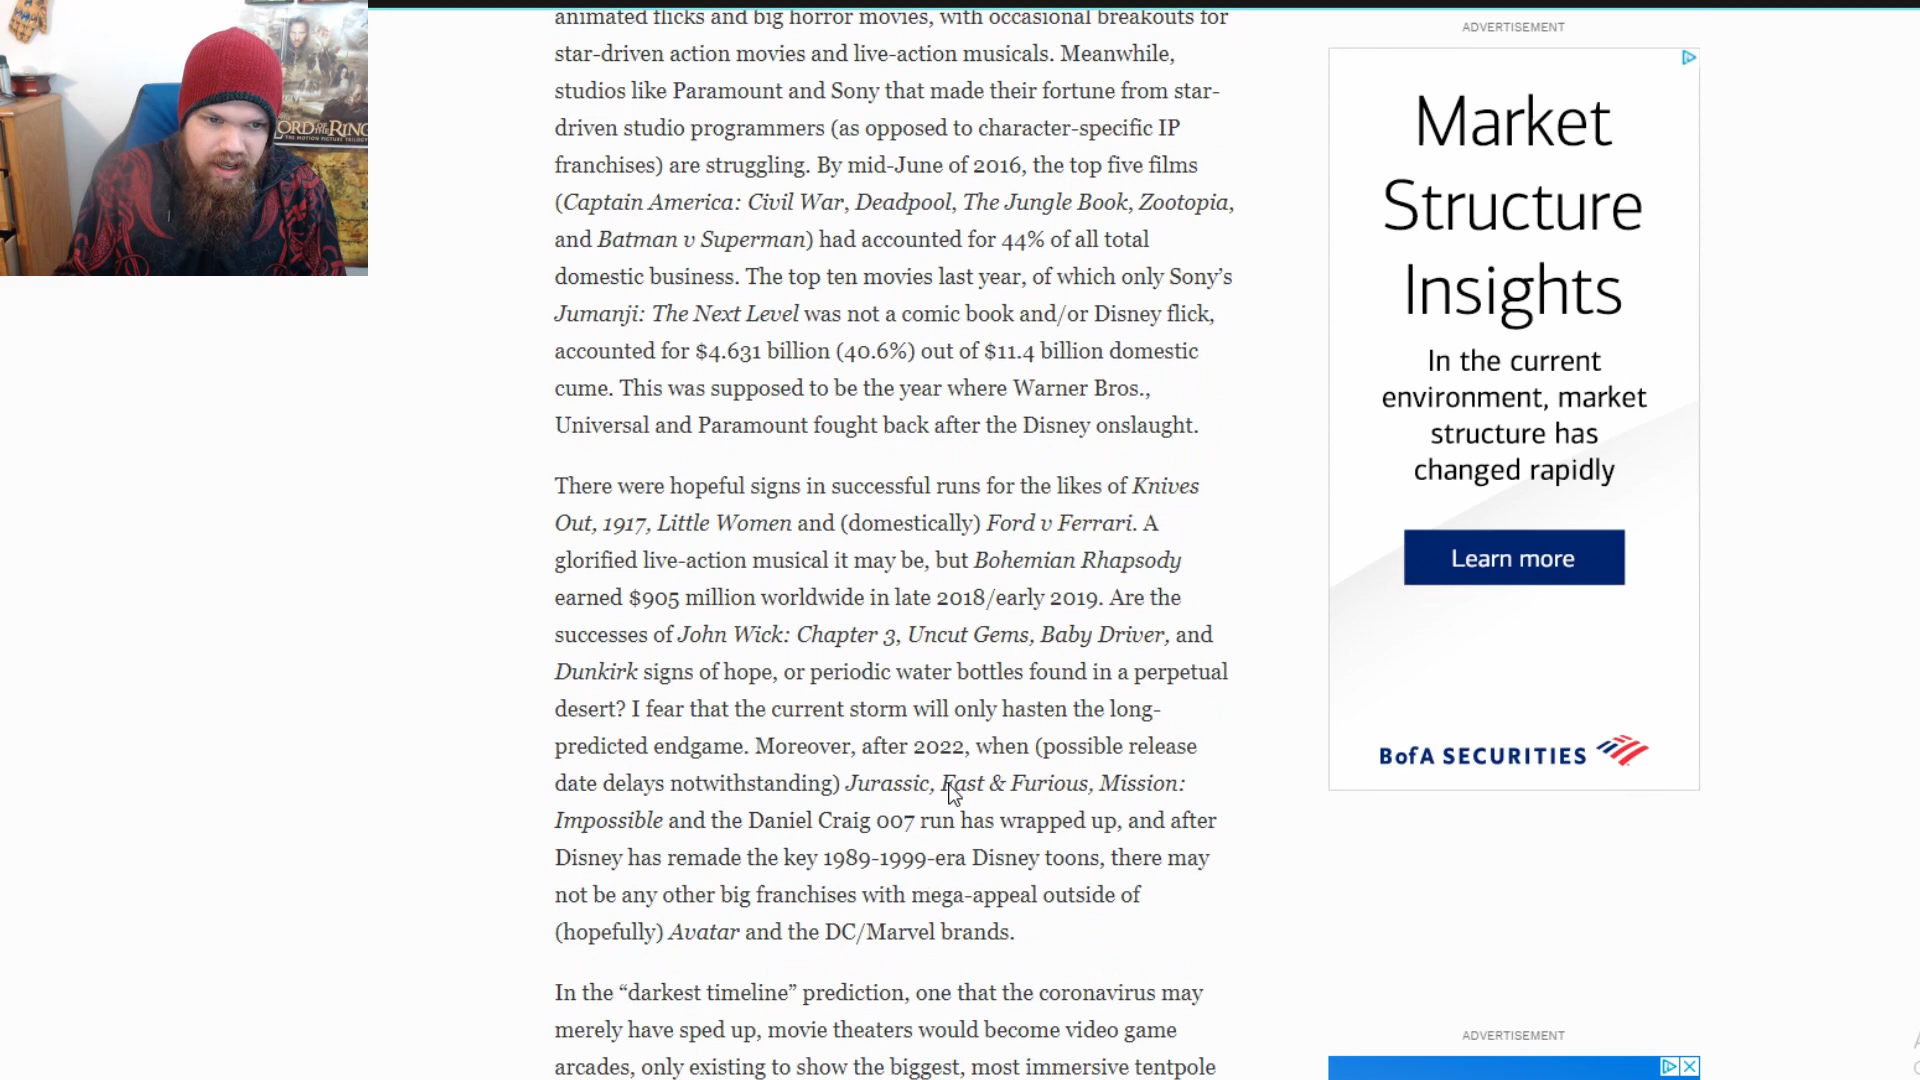 animated flicks and big horror movies, with occasional breakouts for
star-driven action movies and live-action musicals. Meanwhile,
studios like Paramount and Sony that made their fortune from star-
driven studio programmers (as opposed to character-specific IP
franchises) are struggling. By mid-June of 2016, the top five films
(Captain America: Civil War, Deadpool, The Jungle Book, Zootopia,
and Batman v Superman) had accounted for 44% of all total
domestic business. The top ten movies last year, of which only Sony’s
Jumanji: The Next Level was not a comic book and/or Disney flick,
accounted for $4.631 billion (40.6%) out of $11.4 billion domestic
cume. This was supposed to be the year where Warner Bros.,
Universal and Paramount fought back after the Disney onslaught.
There were hopeful signs in successful runs for the likes of Knives
Out, 1917, Little Women and (domestically) Ford v Ferrari. A
glorified live-action musical it may be, but Bohemian Rhapsody
earned $905 million worldwide in late 2018/early 2019. Are the
successes of John Wick: Chapter 3, Uncut Gems, Baby Driver, and
Dunkirk signs of hope, or periodic water bottles found in a perpetual
desert? I fear that the current storm will only hasten the long-
predicted endgame. Moreover, after 2022, when (possible release
date delays notwithstanding) Jurassic, Fast & Furious, Mission:
Impossible and the Daniel Craig 007 run has wrapped up, and after
Disney has remade the key 1989-1999-era Disney toons, there may
not be any other big franchises with mega-appeal outside of
(hopefully) Avatar and the DC/Marvel brands.
In the “darkest timeline” prediction, one that the coronavirus may
merely have sped up, movie theaters would become video game
arcades, only existing to show the biggest, most immersive tentpole
ADVERTISEMENT
Market
Structure
Insights
In the current
environment, market
structure has
changed rapidly
Learn more
BofA SECURITIES
ADVERTISEMENT
LORD OF THE RINGS
THE MOTION PICTURE TRILOGY